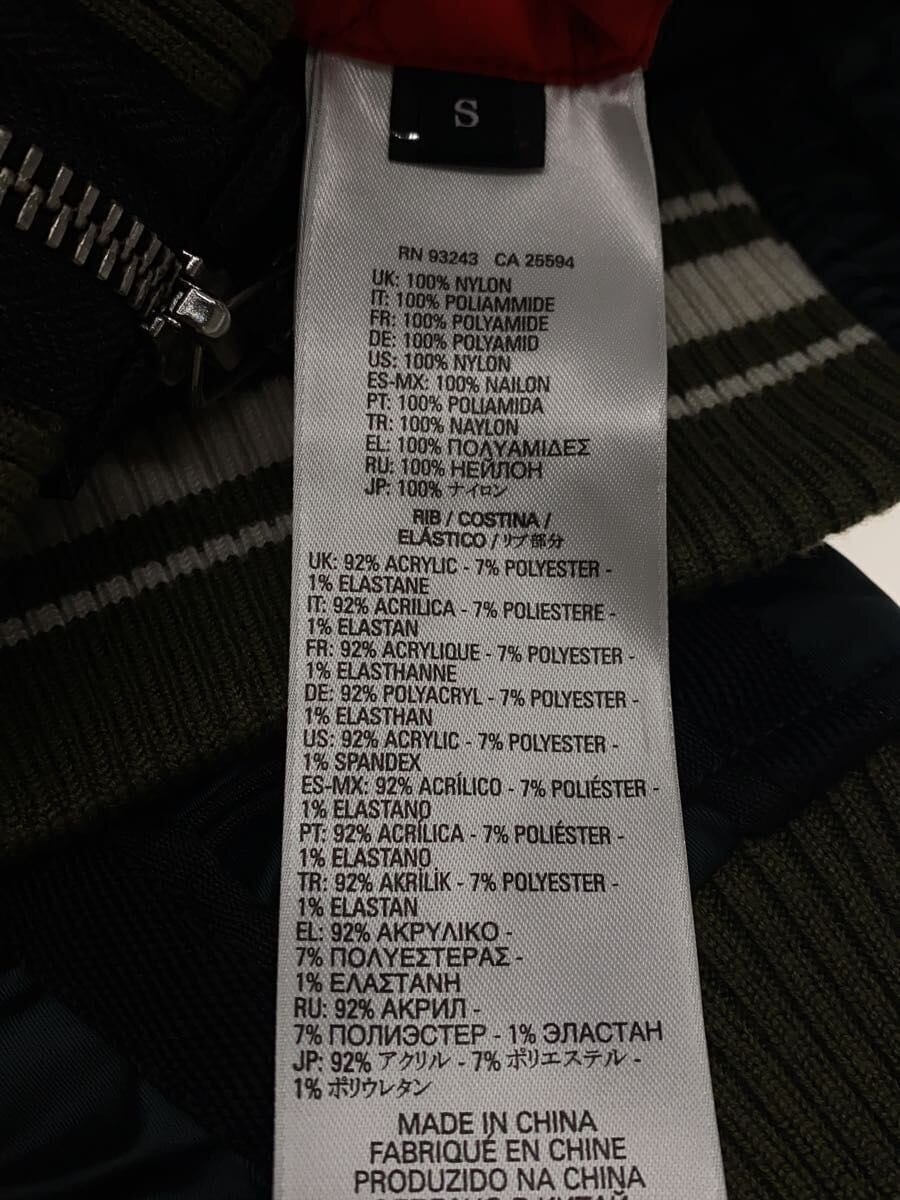 S
RN 93243 CA 25594
UK: 100% NYLON
IT: 100% POLIAMMIDE
FR: 100% POLYAMIDE
DE: 100% POLYAMID
US: 100% NYLON
ES-MX: 100% NAILON
PT: 100% POLIAMIDA
TR: 100% NAYLON
EL: 100% ΠΟΛΥΑΜΙΔΕΣ
RU: 100% НЕЙЛОН
JP: 100% ナイロン
RIB / COSTINA /
ELÁSTICO / リブ部分
UK: 92% ACRYLIC - 7% POLYESTER -
1% ELASTANE
IT: 92% ACRILICA - 7% POLIESTERE -
1% ELASTAN
FR: 92% ACRYLIQUE - 7% POLYESTER -
1% ELASTHANNE
DE: 92% POLYACRYL - 7% POLYESTER -
1% ELASTHAN
US: 92% ACRYLIC - 7% POLYESTER -
1% SPANDEX
ES-MX: 92% ACRÍLICO - 7% POLIÉSTER -
1% ELASTANO
PT: 92% ACRÍLICA - 7% POLIÉSTER -
1% ELASTANO
TR: 92% AKRİLİK - 7% POLYESTER -
1% ELASTAN
EL: 92% ΑΚΡΥΛΙΚΟ -
7% ΠΟΛΥΕΣΤΕΡΑΣ -
1% ΕΛΑΣΤΑΝΗ
RU: 92% АКРИЛ -
7% ПОЛИЭСТЕР - 1% ЭЛАСТАН
JP: 92% アクリル - 7% ポリエステル -
1% ポリウレタン
MADE IN CHINA
FABRIQUÉ EN CHINE
PRODUZIDO NA CHINA